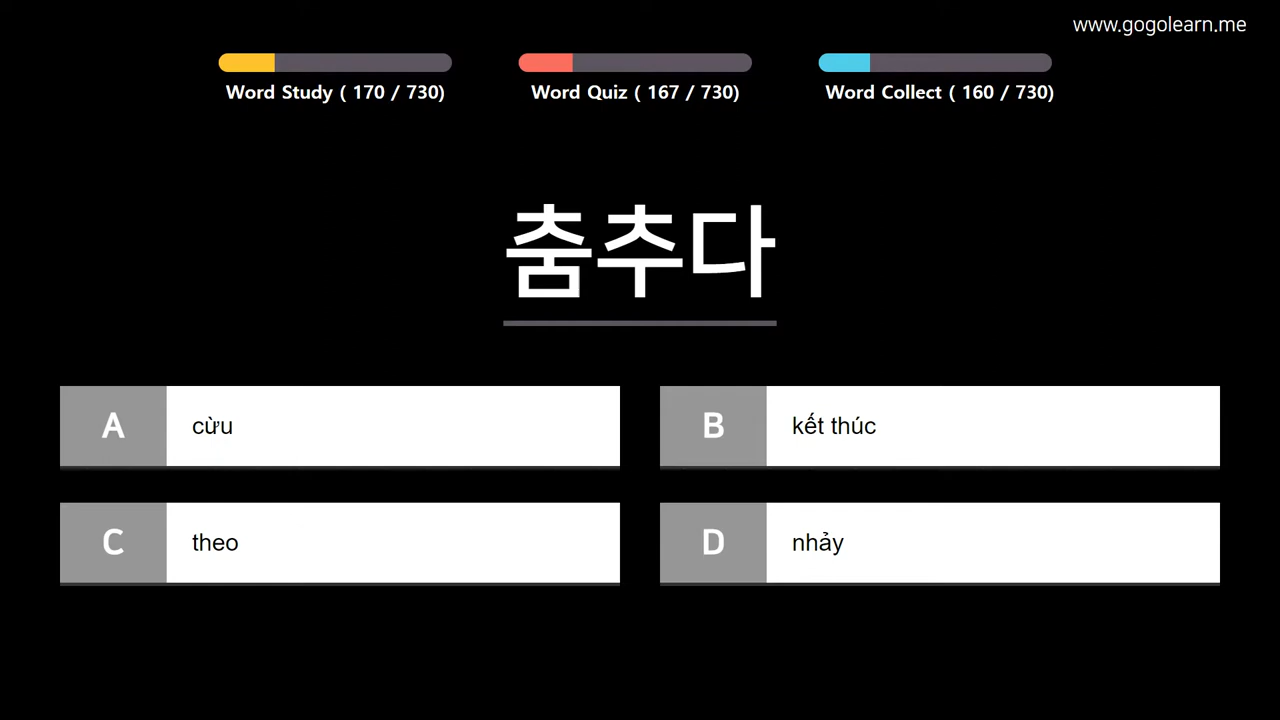 www.gogolearn.me
Word Study ( 170 / 730)
Word Quiz ( 167 / 730)
Word Collect ( 160 / 730)
춤추다
A
cừu
B
kết thúc
C
theo
D
nhảy